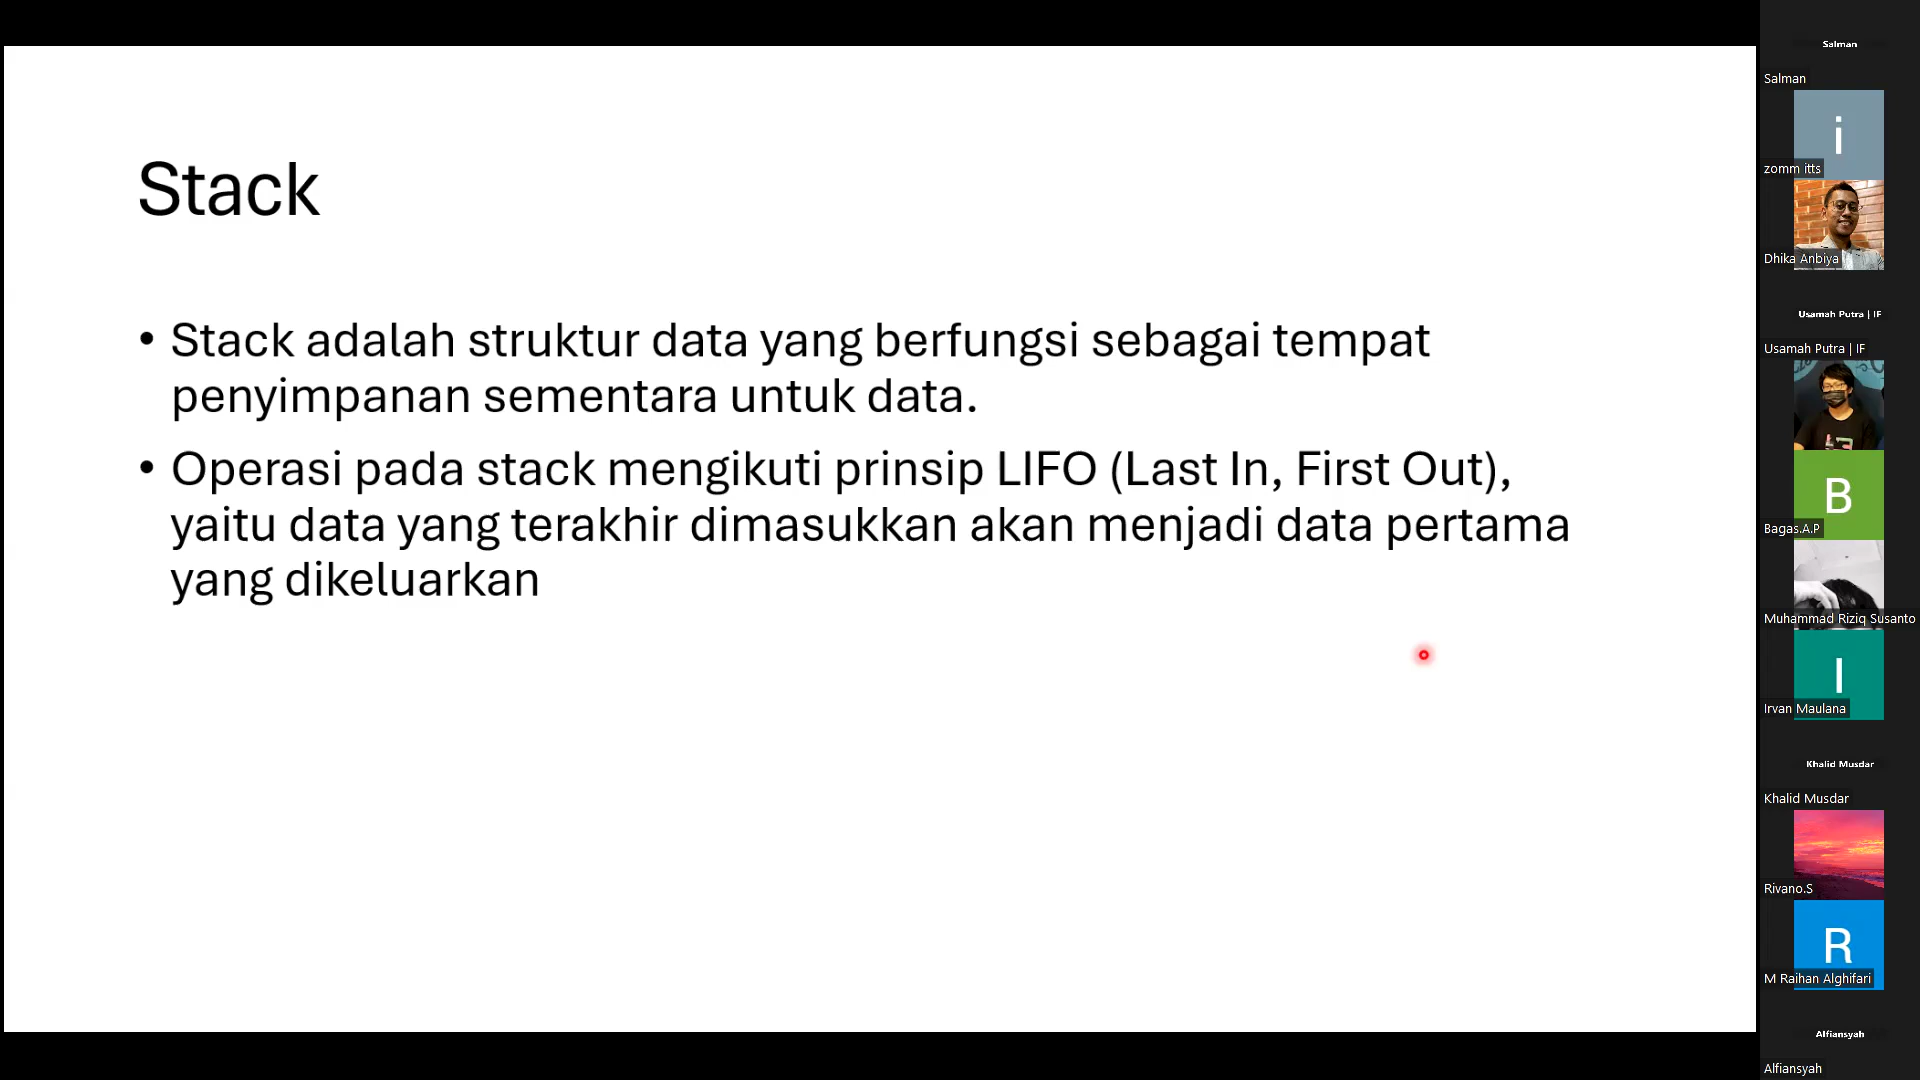 Stack
• Stack adalah struktur data yang berfungsi sebagai tempat
penyimpanan sementara untuk data.
• Operasi pada stack mengikuti prinsip LIFO (Last In, First Out),
yaitu data yang terakhir dimasukkan akan menjadi data pertama
yang dikeluarkan
Salman
Salman
i
zomm itts
Dhika Anbiya
Usamah Putra | IF
Usamah Putra | IF
B
Bagas.A.P
Muhammad Riziq Susanto
I
Irvan Maulana
Khalid Musdar
Khalid Musdar
Rivano.S
R
M Raihan Alghifari
Alfiansyah
Alfiansyah